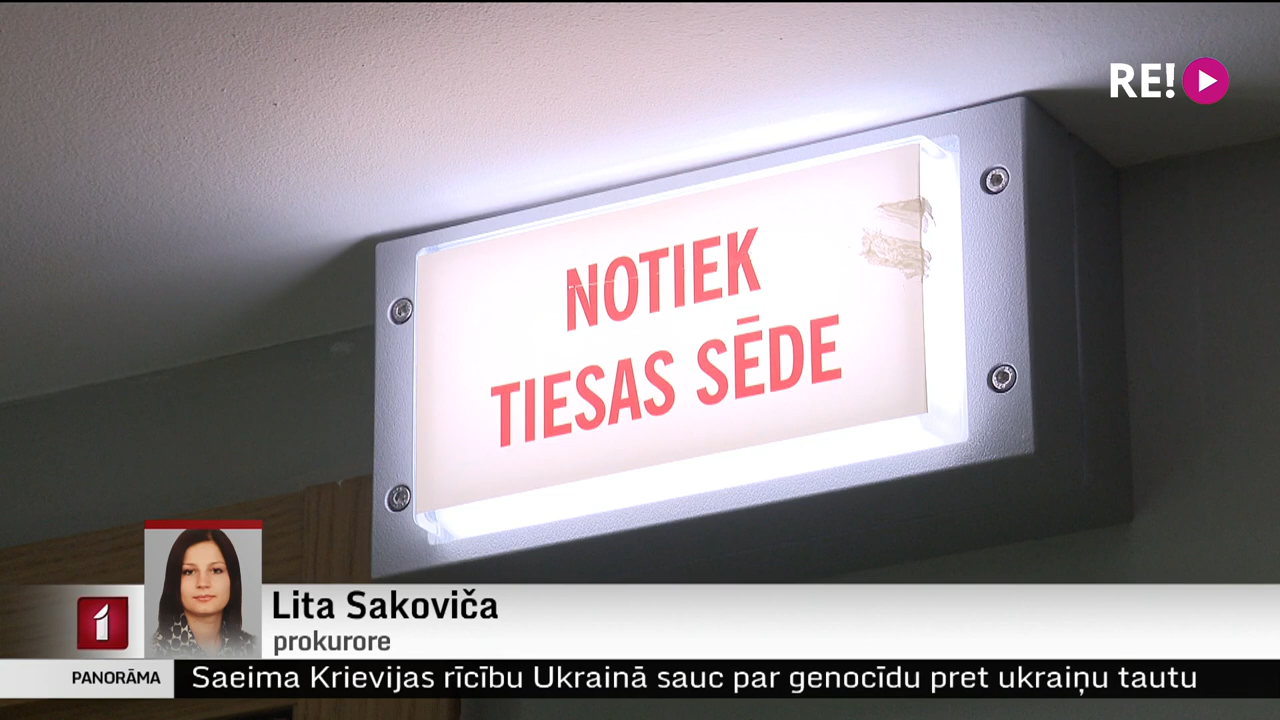 RE!
NOTIEK
TIESAS SĒDE
1
Lita Sakoviča
prokurore
PANORĀMA
Saeima Krievijas rīcību Ukrainā sauc par genocīdu pret ukraiņu tautu